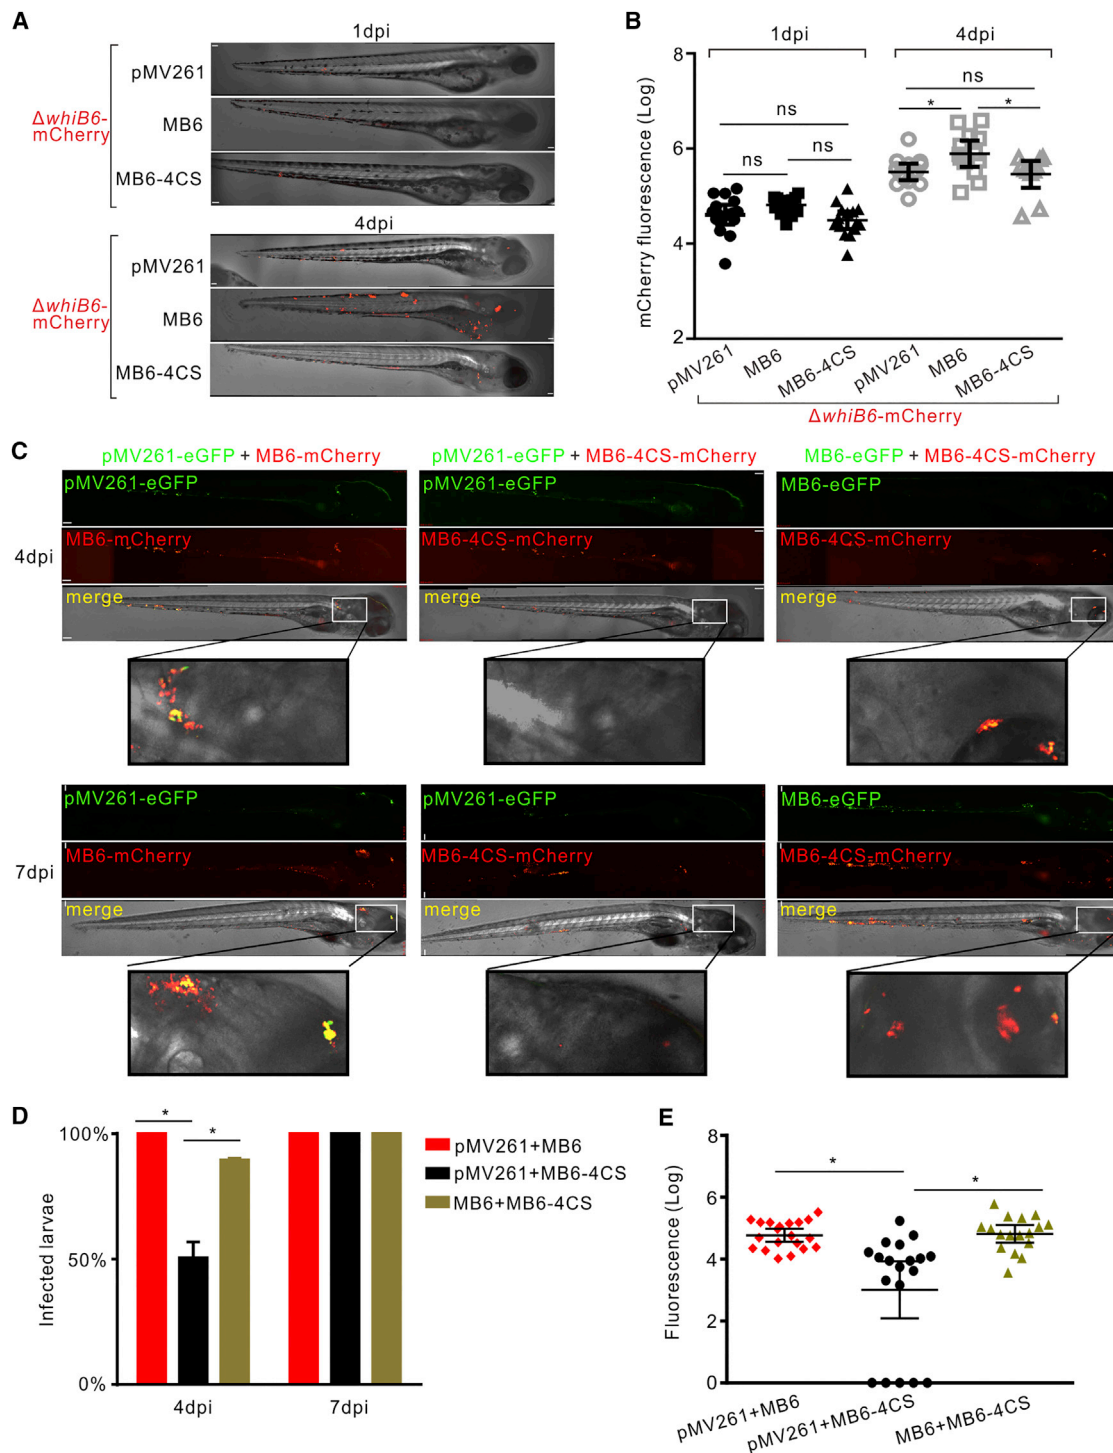 A
1dpi
pMV261
ΔwhiB6-
mCherry
MB6
MB6-4CS
4dpi
pMV261
ΔwhiB6-
mCherry
MB6
MB6-4CS
B
1dpi
4dpi
8
6
4
2
mCherry fluorescence (Log)
ns
ns
ns
ns
*
*
pMV261
MB6
MB6-4CS
pMV261
MB6
MB6-4CS
ΔwhiB6-mCherry
C
pMV261-eGFP + MB6-mCherry
pMV261-eGFP + MB6-4CS-mCherry
MB6-eGFP + MB6-4CS-mCherry
4dpi
pMV261-eGFP
pMV261-eGFP
MB6-eGFP
MB6-mCherry
MB6-4CS-mCherry
MB6-4CS-mCherry
merge
merge
merge
7dpi
pMV261-eGFP
pMV261-eGFP
MB6-eGFP
MB6-mCherry
MB6-4CS-mCherry
MB6-4CS-mCherry
merge
merge
merge
D
100%
50%
0%
Infected larvae
*
*
4dpi
7dpi
pMV261+MB6
pMV261+MB6-4CS
MB6+MB6-4CS
E
8
6
4
2
0
Fluorescence (Log)
*
*
pMV261+MB6
pMV261+MB6-4CS
MB6+MB6-4CS